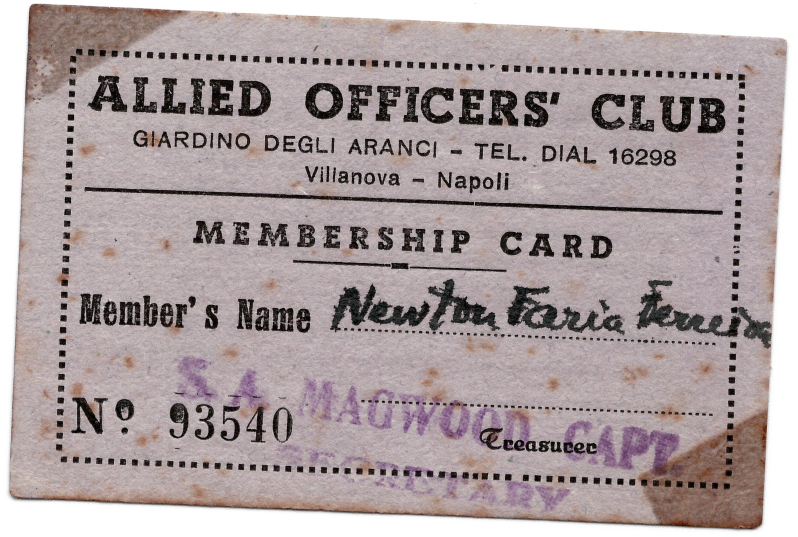 ALLIED OFFICERS' CLUB
GIARDINO DEGLI ARANCI – TEL. DIAL 16298
Villanova – Napoli
MEMBERSHIP CARD
Member's Name Newton Faria Ferreira
S. A. MAGWOOD CAPT.
Nº 93540
Treasurer
SECRETARY